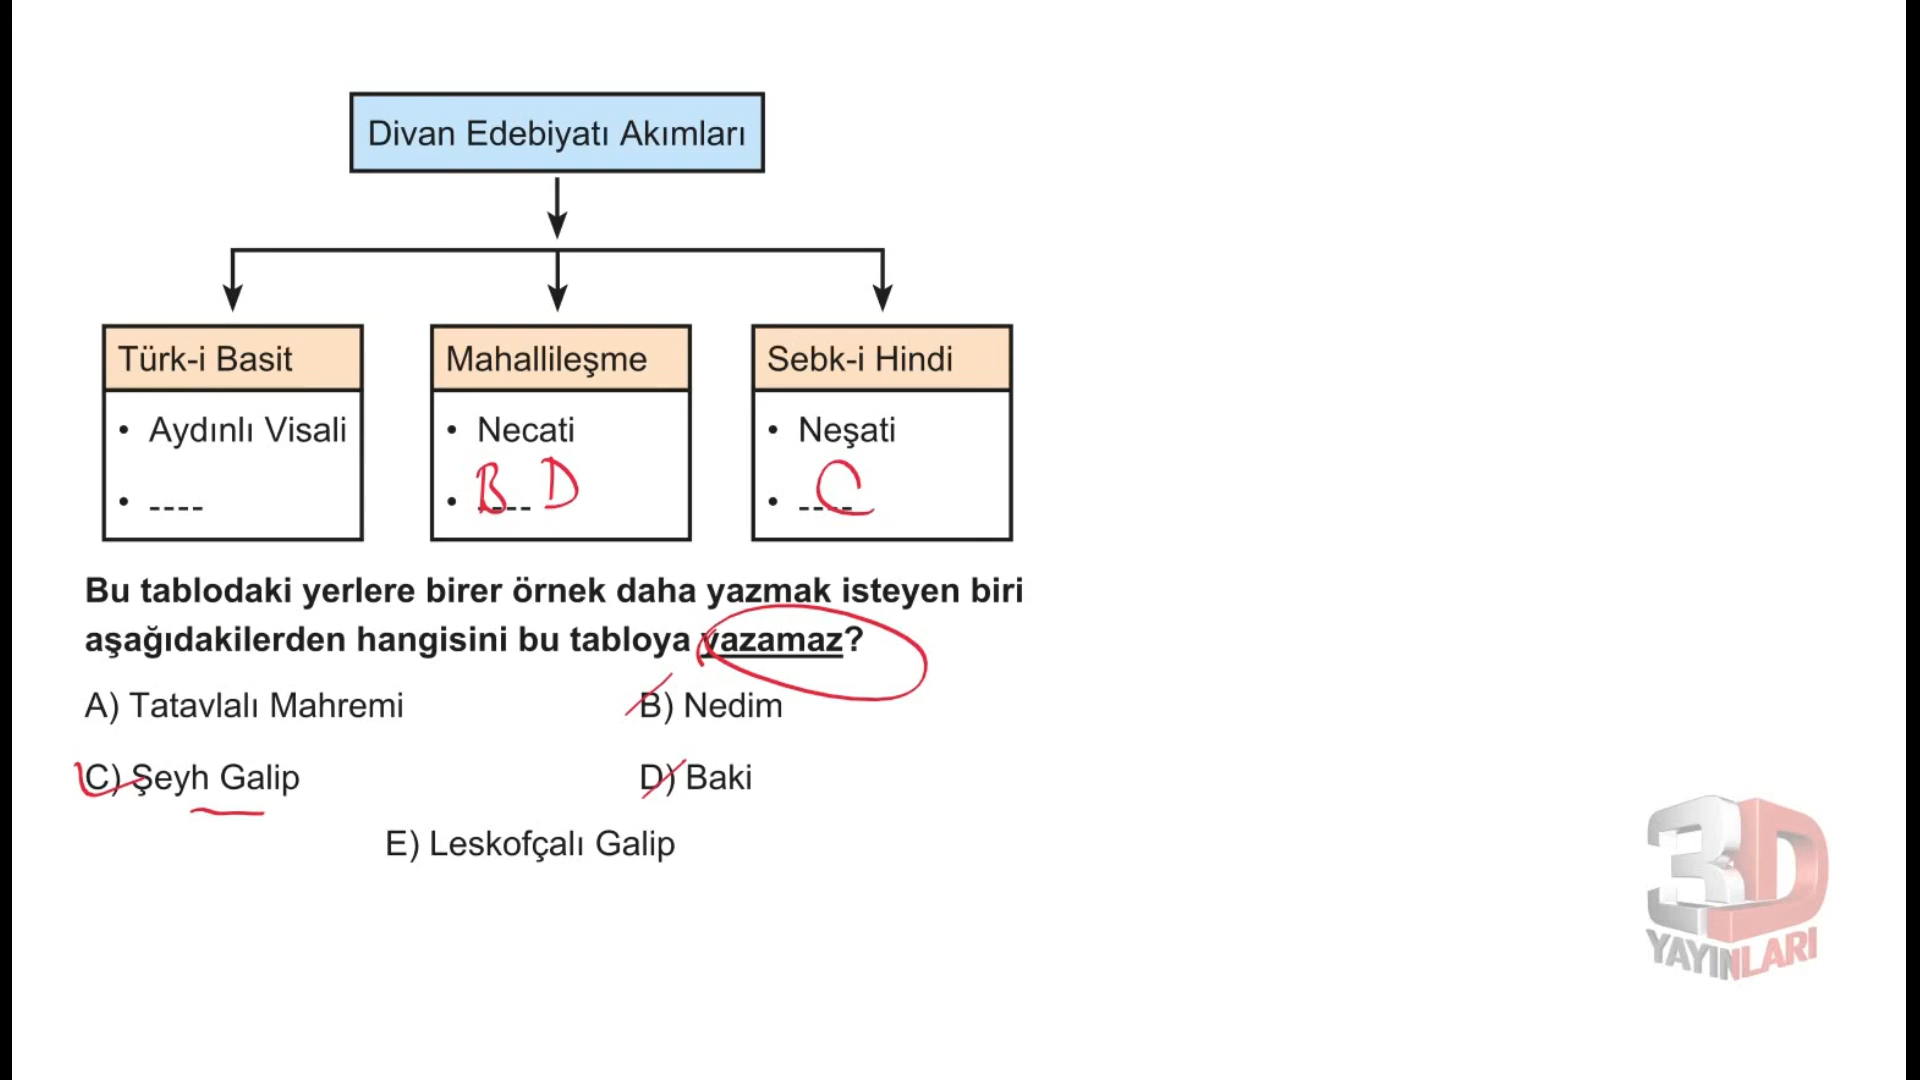 Divan Edebiyatı Akımları
Türk-i Basit
• Aydınlı Visali
• ----
Mahallileşme
• Necati
• ---- B D
Sebk-i Hindi
• Neşati
• ---- C
Bu tablodaki yerlere birer örnek daha yazmak isteyen biri
aşağıdakilerden hangisini bu tabloya yazamaz?
A) Tatavlalı Mahremi
B) Nedim
C) Şeyh Galip
D) Baki
E) Leskofçalı Galip
3D
YAYINLARI